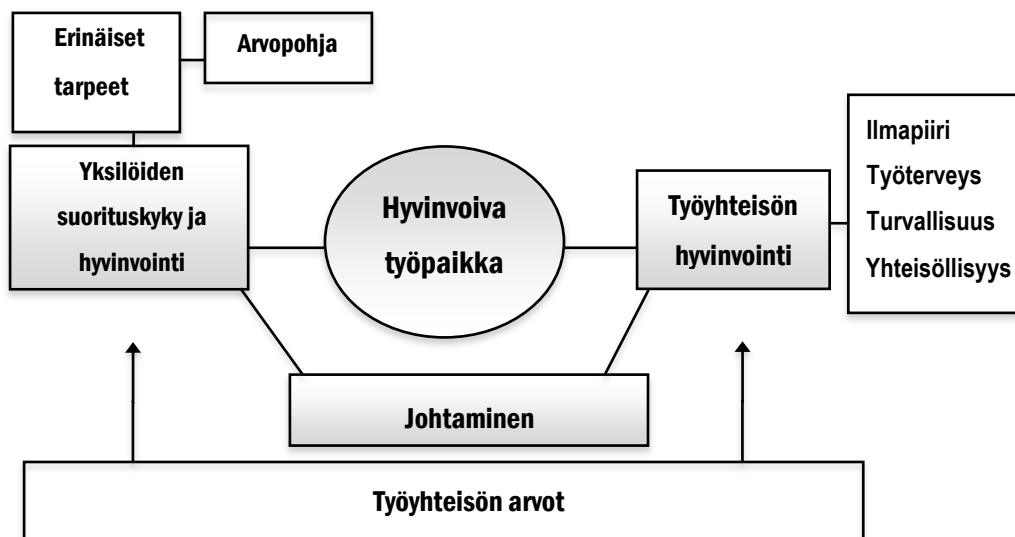 Erinäiset
tarpeet
Arvopohja
Yksilöiden
suorituskyky ja
hyvinvointi
Hyvinvoiva
työpaikka
Työyhteisön
hyvinvointi
Ilmapiiri
Työterveys
Turvallisuus
Yhteisöllisyys
Johtaminen
Työyhteisön arvot